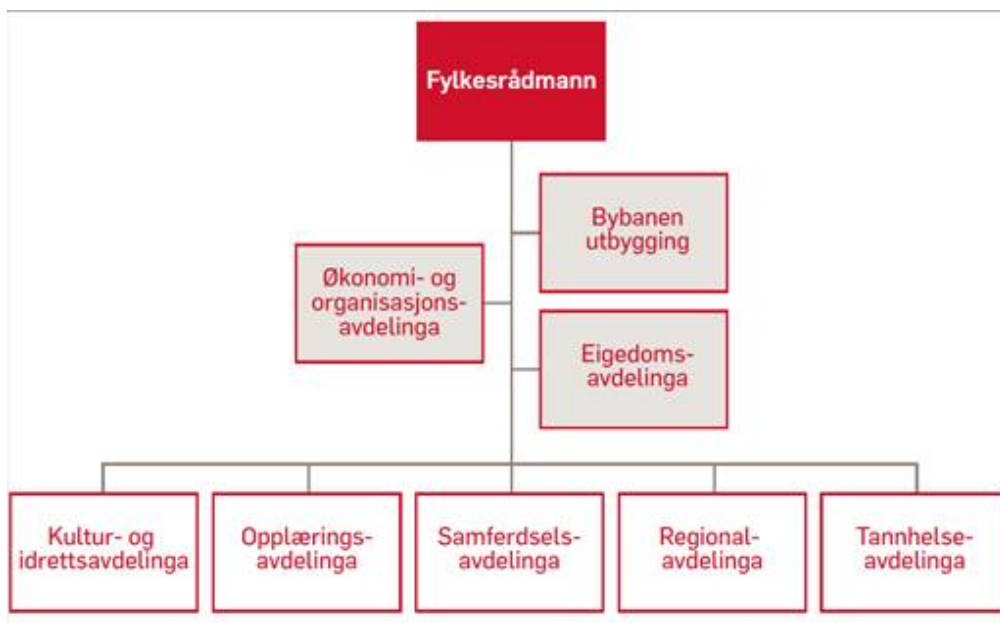 Fylkesrådmann
Bybanen
utbygging
Økonomi- og
organisasjons-
avdelinga
Eigedoms-
avdelinga
Kultur- og
idrettsavdelinga
Opplærings-
avdelinga
Samferdsels-
avdelinga
Regional-
avdelinga
Tannhelse-
avdelinga